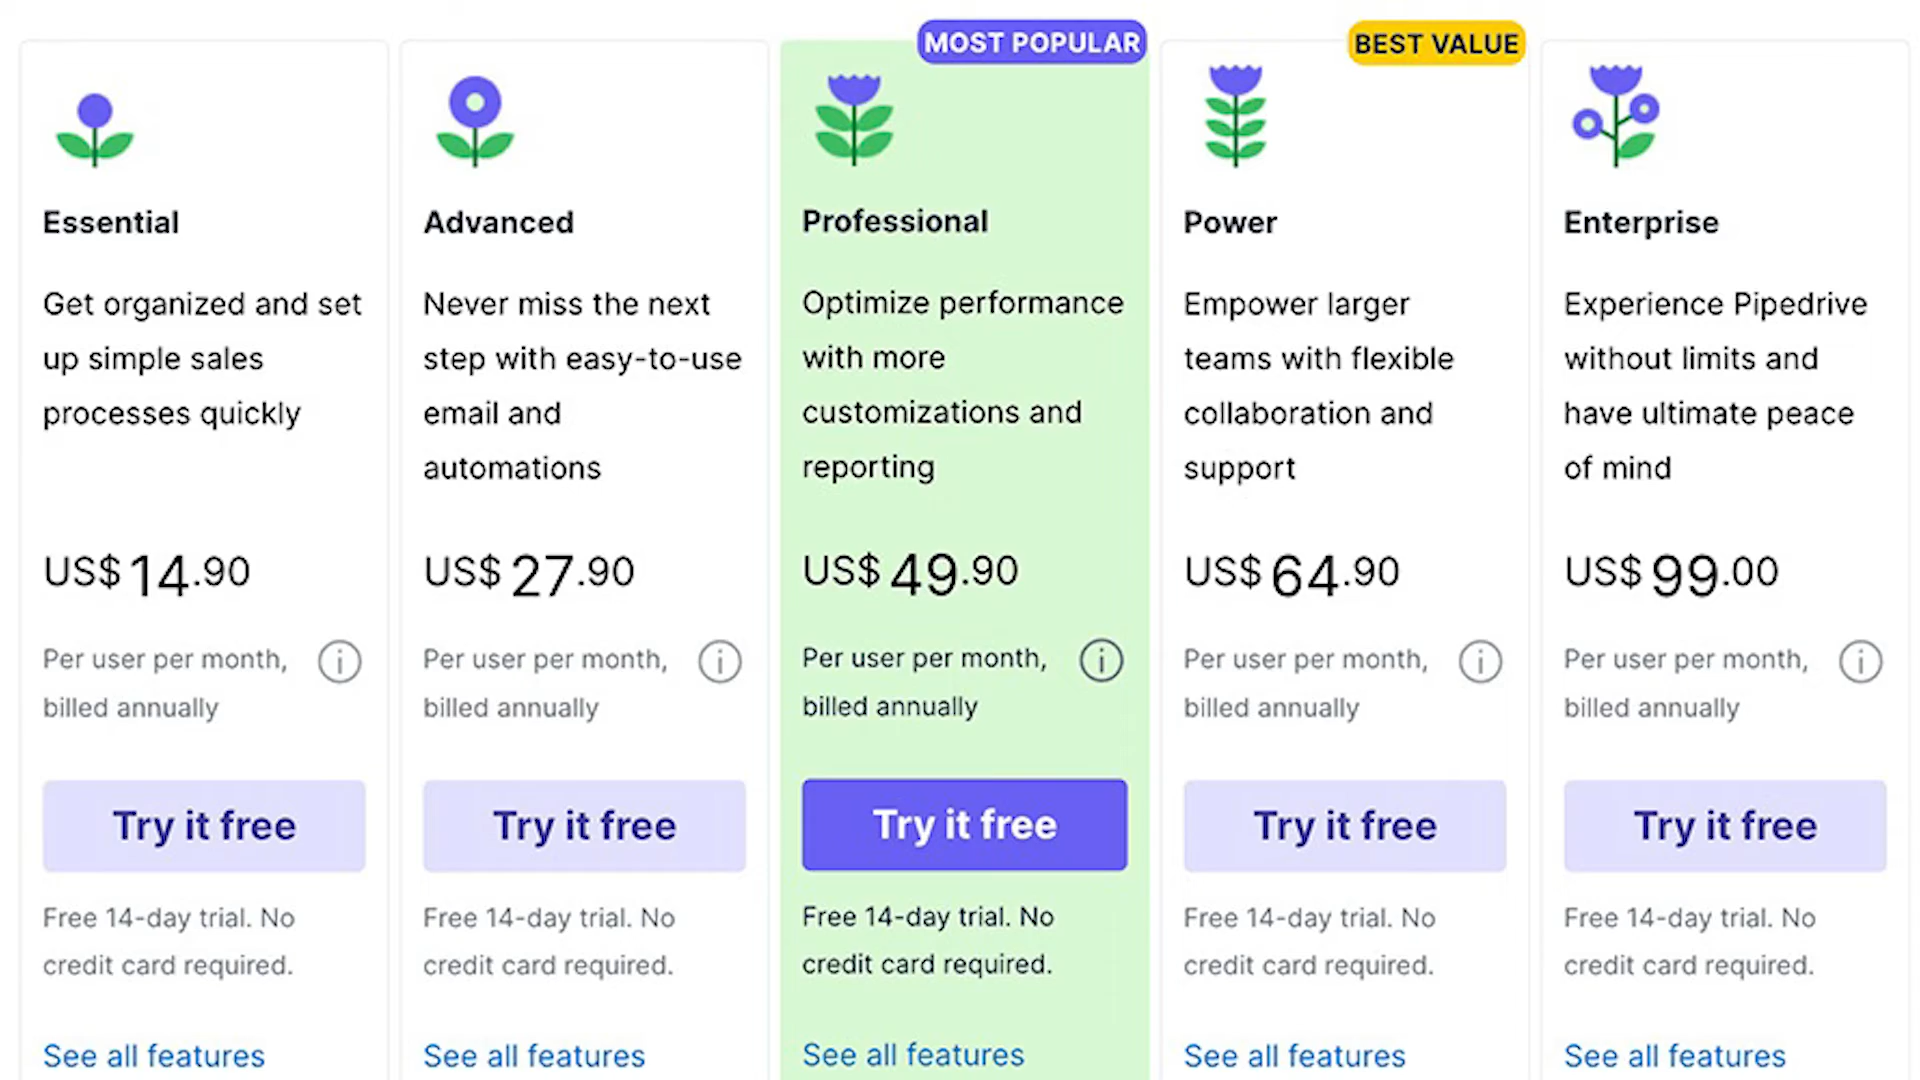 MOST POPULAR
BEST VALUE
Essential
Get organized and set
up simple sales
processes quickly
US$ 14.90
Per user per month,
billed annually
Try it free
Free 14-day trial. No
credit card required.
See all features
Advanced
Never miss the next
step with easy-to-use
email and
automations
US$ 27.90
Per user per month,
billed annually
Try it free
Free 14-day trial. No
credit card required.
See all features
Professional
Optimize performance
with more
customizations and
reporting
US$ 49.90
Per user per month,
billed annually
Try it free
Free 14-day trial. No
credit card required.
See all features
Power
Empower larger
teams with flexible
collaboration and
support
US$ 64.90
Per user per month,
billed annually
Try it free
Free 14-day trial. No
credit card required.
See all features
Enterprise
Experience Pipedrive
without limits and
have ultimate peace
of mind
US$ 99.00
Per user per month,
billed annually
Try it free
Free 14-day trial. No
credit card required.
See all features